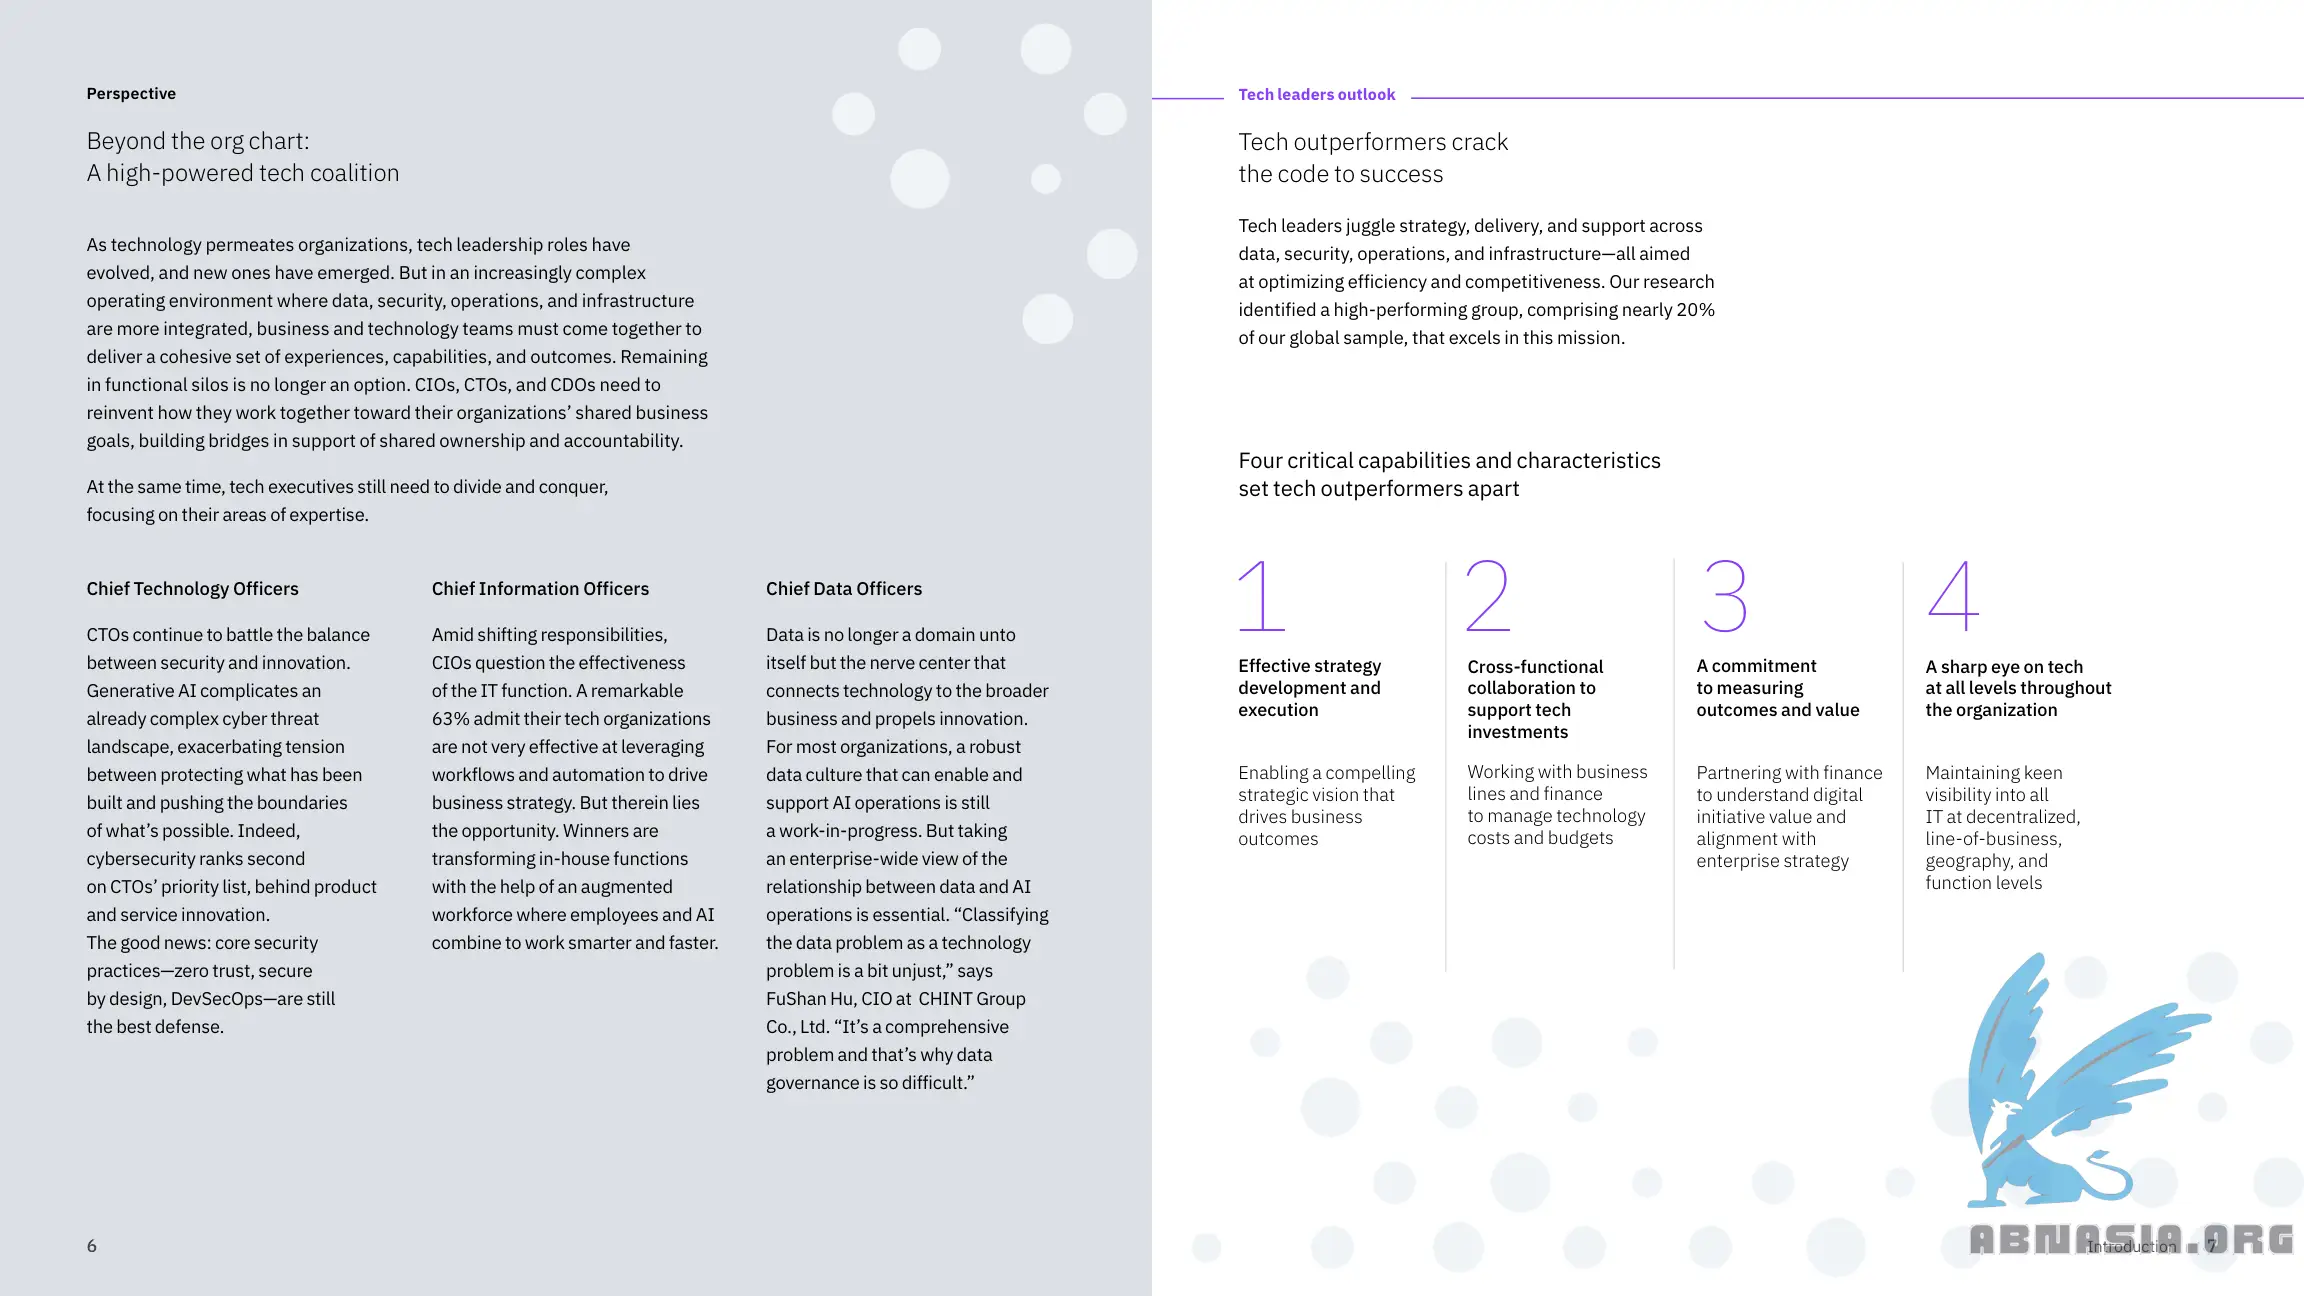 Perspective
Beyond the org chart:
A high-powered tech coalition
As technology permeates organizations, tech leadership roles have
evolved, and new ones have emerged. But in an increasingly complex
operating environment where data, security, operations, and infrastructure
are more integrated, business and technology teams must come together to
deliver a cohesive set of experiences, capabilities, and outcomes. Remaining
in functional silos is no longer an option. CIOs, CTOs, and CDOs need to
reinvent how they work together toward their organizations’ shared business
goals, building bridges in support of shared ownership and accountability.
At the same time, tech executives still need to divide and conquer,
focusing on their areas of expertise.
Chief Technology Officers
CTOs continue to battle the balance
between security and innovation.
Generative AI complicates an
already complex cyber threat
landscape, exacerbating tension
between protecting what has been
built and pushing the boundaries
of what’s possible. Indeed,
cybersecurity ranks second
on CTOs’ priority list, behind product
and service innovation.
The good news: core security
practices—zero trust, secure
by design, DevSecOps—are still
the best defense.
Chief Information Officers
Amid shifting responsibilities,
CIOs question the effectiveness
of the IT function. A remarkable
63% admit their tech organizations
are not very effective at leveraging
workflows and automation to drive
business strategy. But therein lies
the opportunity. Winners are
transforming in-house functions
with the help of an augmented
workforce where employees and AI
combine to work smarter and faster.
Chief Data Officers
Data is no longer a domain unto
itself but the nerve center that
connects technology to the broader
business and propels innovation.
For most organizations, a robust
data culture that can enable and
support AI operations is still
a work-in-progress. But taking
an enterprise-wide view of the
relationship between data and AI
operations is essential. “Classifying
the data problem as a technology
problem is a bit unjust,” says
FuShan Hu, CIO at CHINT Group
Co., Ltd. “It’s a comprehensive
problem and that’s why data
governance is so difficult.”
6
Tech leaders outlook
Tech outperformers crack
the code to success
Tech leaders juggle strategy, delivery, and support across
data, security, operations, and infrastructure—all aimed
at optimizing efficiency and competitiveness. Our research
identified a high-performing group, comprising nearly 20%
of our global sample, that excels in this mission.
Four critical capabilities and characteristics
set tech outperformers apart
1
Effective strategy
development and
execution
Enabling a compelling
strategic vision that
drives business
outcomes
2
Cross-functional
collaboration to
support tech
investments
Working with business
lines and finance
to manage technology
costs and budgets
3
A commitment
to measuring
outcomes and value
Partnering with finance
to understand digital
initiative value and
alignment with
enterprise strategy
4
A sharp eye on tech
at all levels throughout
the organization
Maintaining keen
visibility into all
IT at decentralized,
line-of-business,
geography, and
function levels
ABNASIA.ORG
Introduction 7